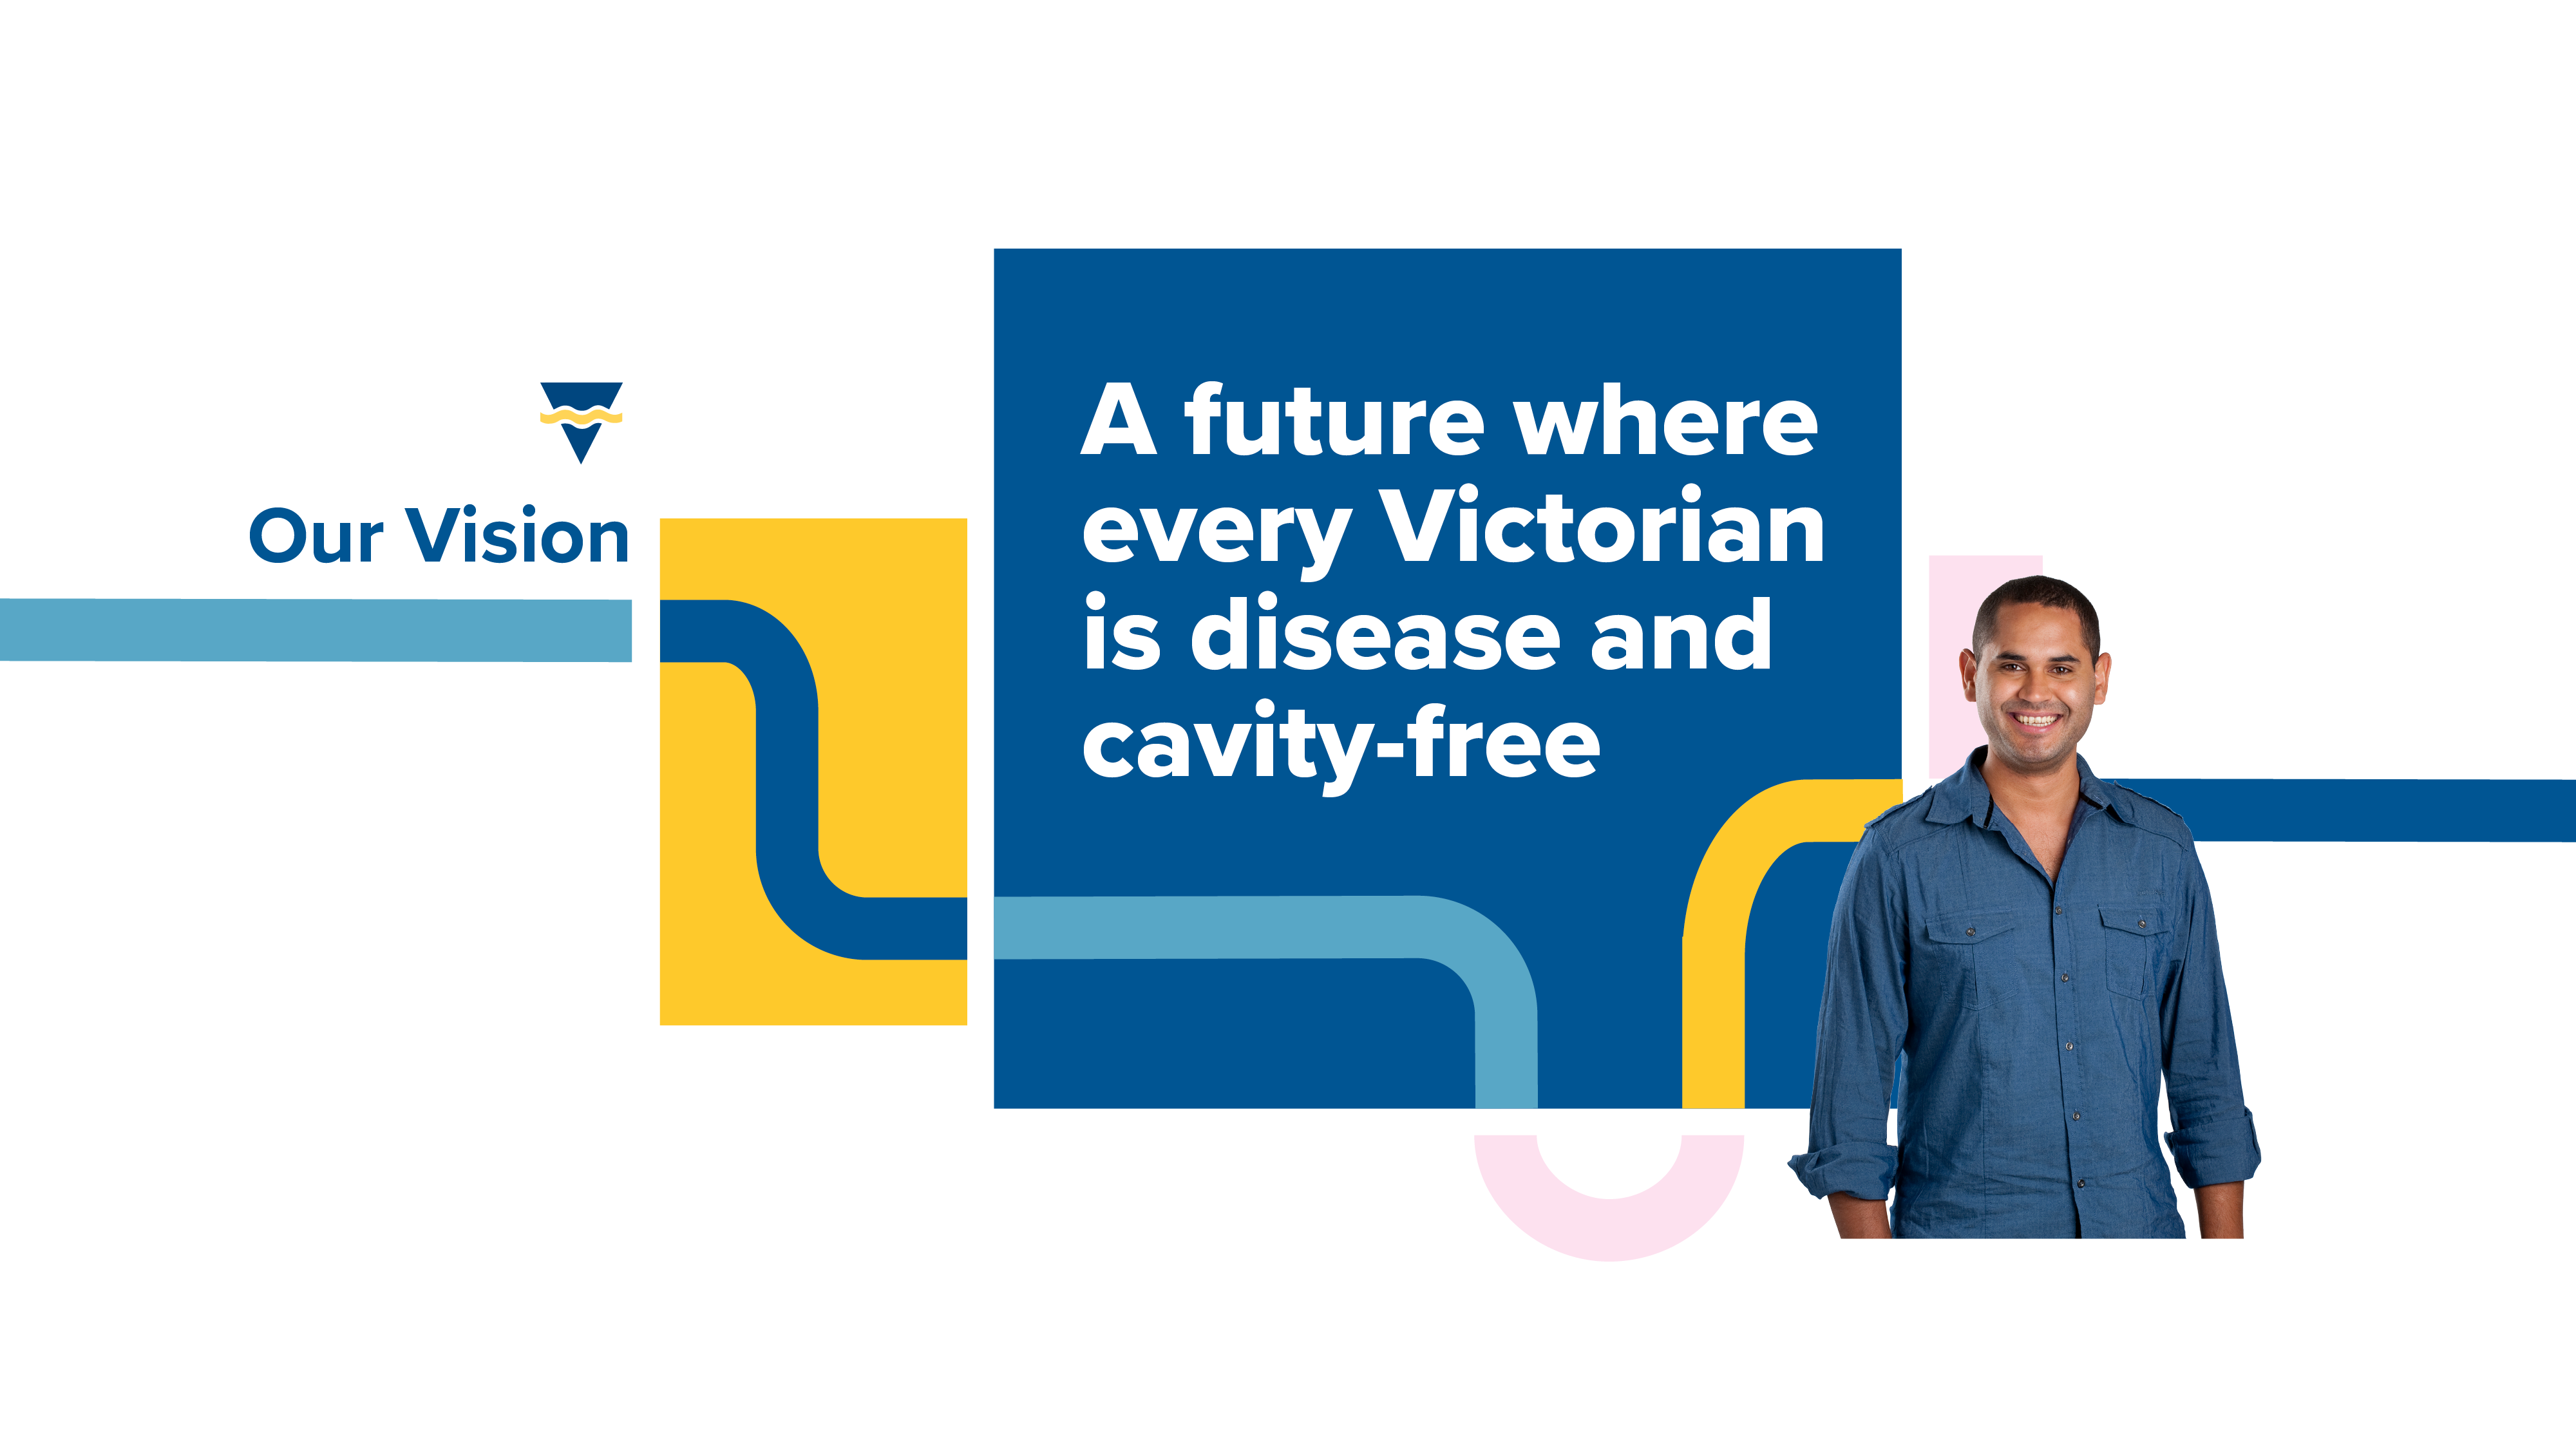 Our Vision
A future where
every Victorian
is disease and
cavity-free